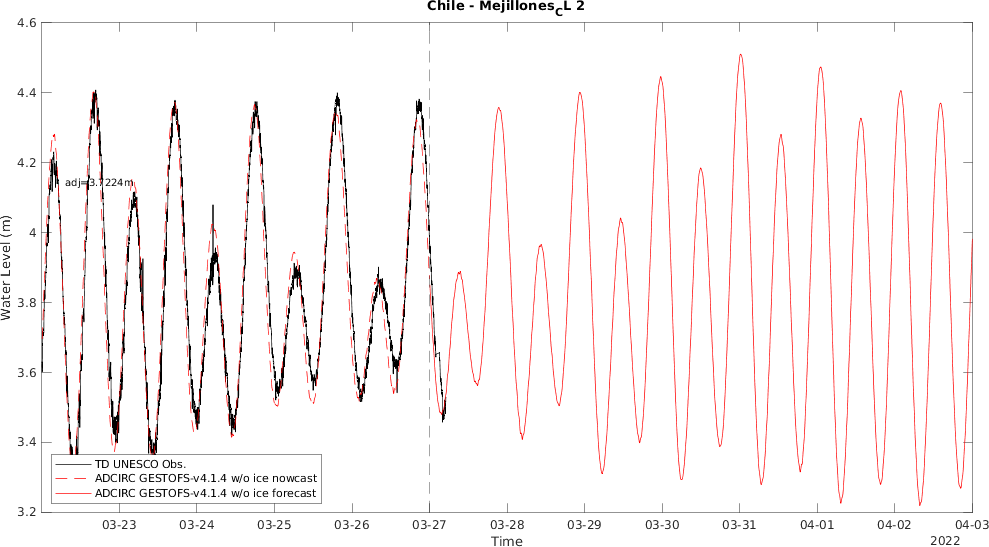 Chile - Mejillones_CL 2
Water Level (m)
4.6
4.4
4.2
4
3.8
3.6
3.4
3.2
adj=3.7224m
TD UNESCO Obs.
ADCIRC GESTOFS-v4.1.4 w/o ice nowcast
ADCIRC GESTOFS-v4.1.4 w/o ice forecast
03-23 03-24 03-25 03-26 03-27 03-28 03-29 03-30 03-31 04-01 04-02 04-03
Time
2022